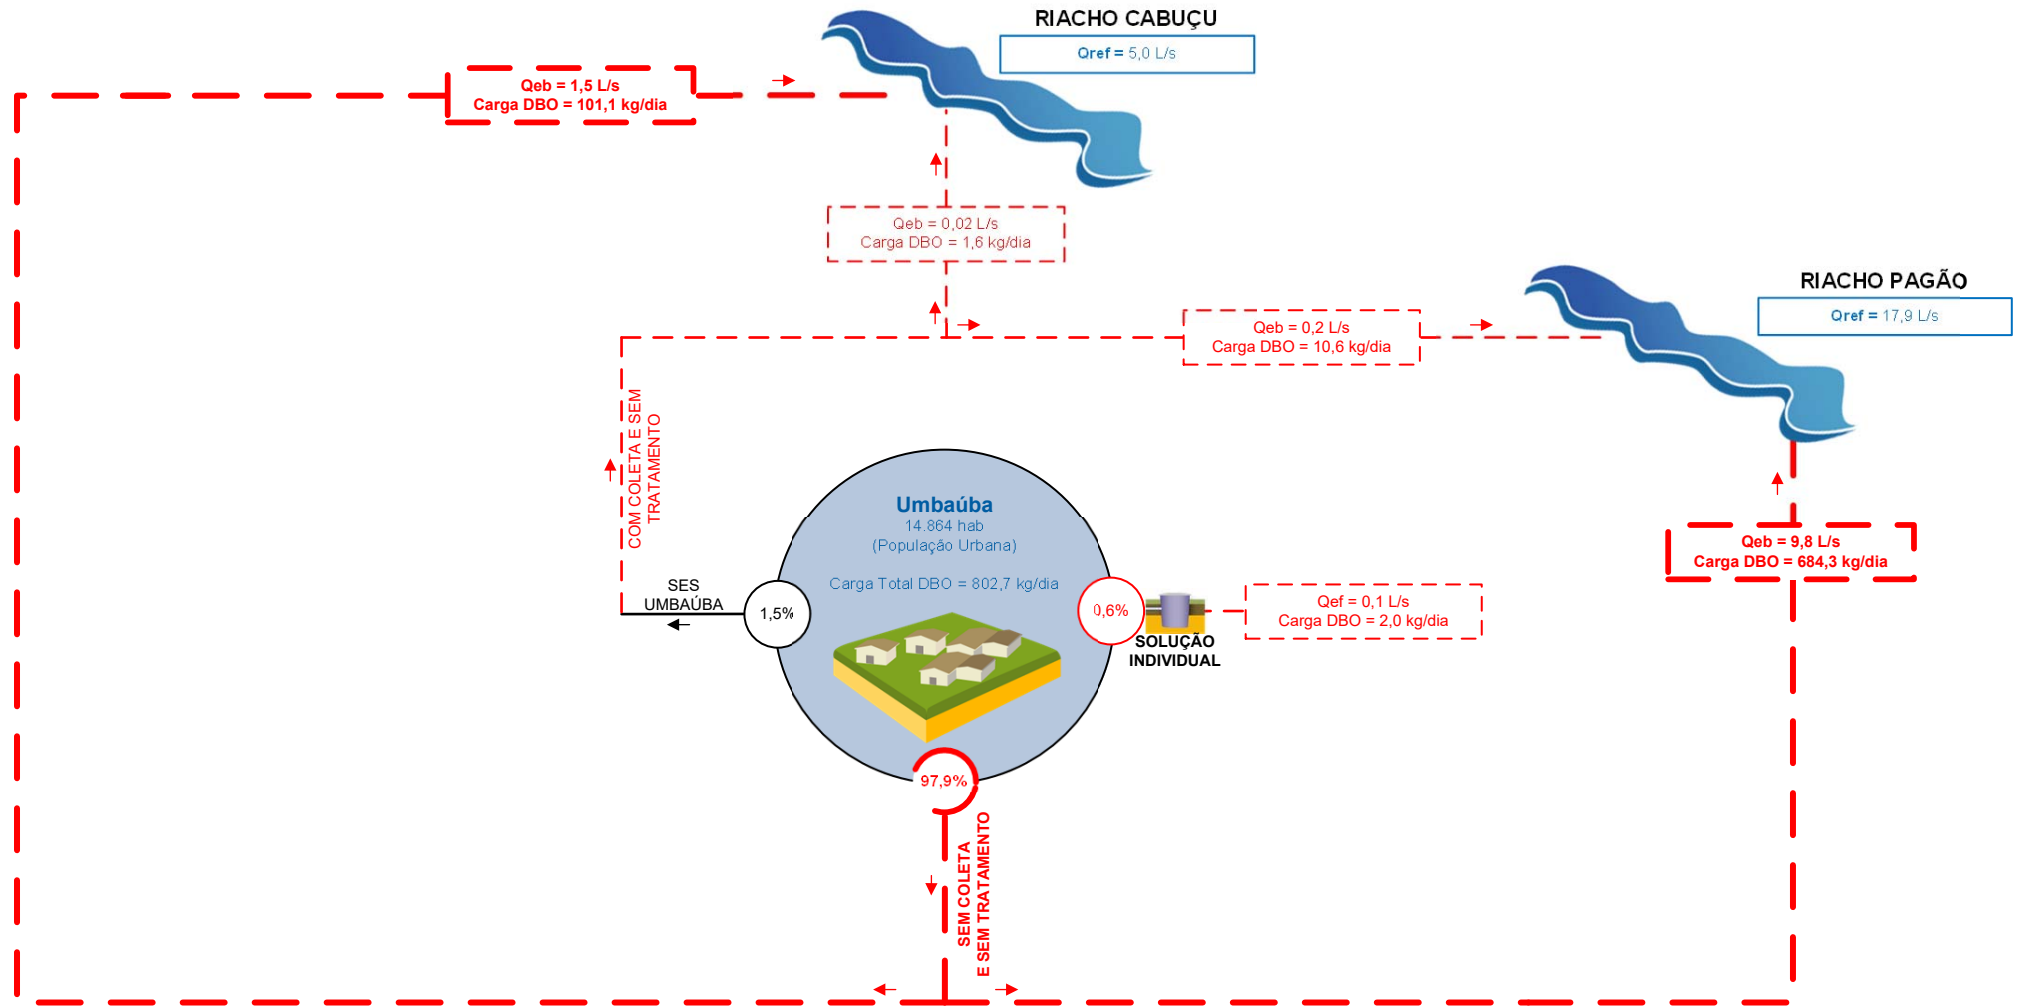 RIACHO CABUÇU
Qref = 5,0 L/s
Qeb = 1,5 L/s
Carga DBO = 101,1 kg/dia
Qeb = 0,02 L/s
Carga DBO = 1,6 kg/dia
RIACHO PAGÃO
Qref = 17,9 L/s
Qeb = 0,2 L/s
Carga DBO = 10,6 kg/dia
COM COLETA E SEM
TRATAMENTO
Umbaúba
14.864 hab
(População Urbana)
Carga Total DBO = 802,7 kg/dia
Qeb = 9,8 L/s
Carga DBO = 684,3 kg/dia
SES
UMBAÚBA
1,5%
0,6%
SOLUÇÃO
INDIVIDUAL
Qef = 0,1 L/s
Carga DBO = 2,0 kg/dia
97,9%
SEM COLETA
E SEM TRATAMENTO